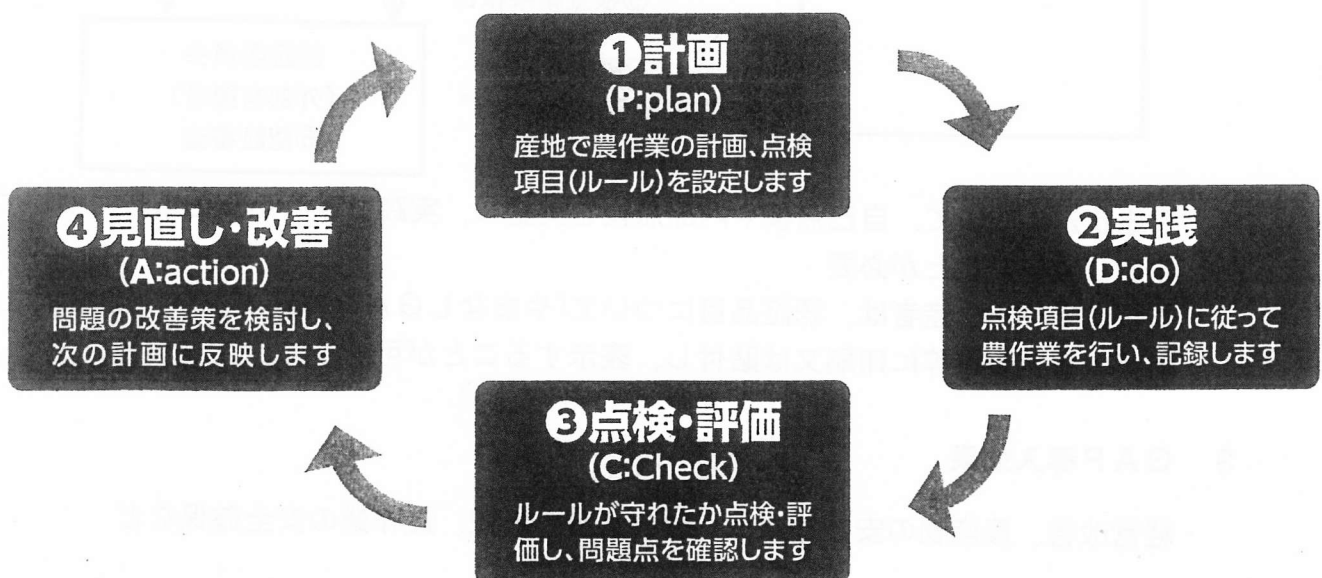 ❶計画
(P:plan)
産地で農作業の計画、点検
項目(ルール)を設定します
❷実践
(D:do)
点検項目(ルール)に従って
農作業を行い、記録します
❸点検・評価
(C:Check)
ルールが守れたか点検・評
価し、問題点を確認します
❹見直し・改善
(A:action)
問題の改善策を検討し、
次の計画に反映します